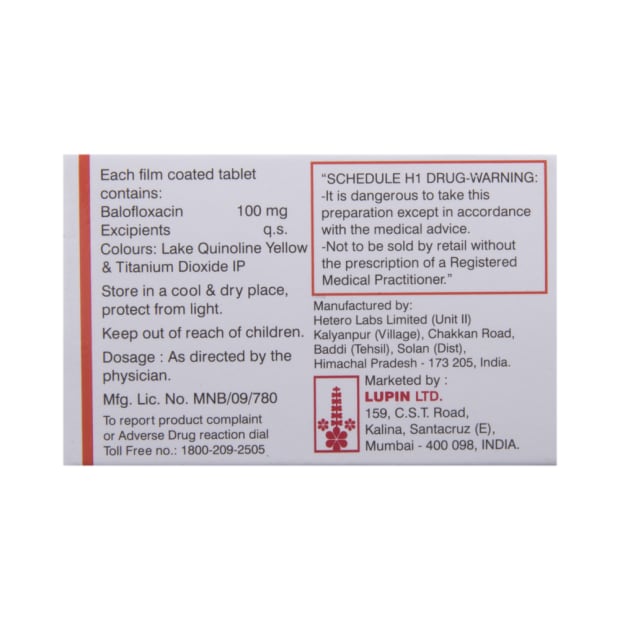 Each film coated tablet
contains:
Balofloxacin 100 mg
Excipients q.s.
Colours: Lake Quinoline Yellow
& Titanium Dioxide IP
Store in a cool & dry place,
protect from light.
Keep out of reach of children.
Dosage : As directed by the
physician.
Mfg. Lic. No. MNB/09/780
To report product complaint
or Adverse Drug reaction dial
Toll Free no.: 1800-209-2505
“SCHEDULE H1 DRUG-WARNING:
-It is dangerous to take this
preparation except in accordance
with the medical advice.
-Not to be sold by retail without
the prescription of a Registered
Medical Practitioner.”
Manufactured by:
Hetero Labs Limited (Unit II)
Kalyanpur (Village), Chakkan Road,
Baddi (Tehsil), Solan (Dist),
Himachal Pradesh - 173 205, India.
Marketed by :
LUPIN LTD.
159, C.S.T. Road,
Kalina, Santacruz (E),
Mumbai - 400 098, INDIA.